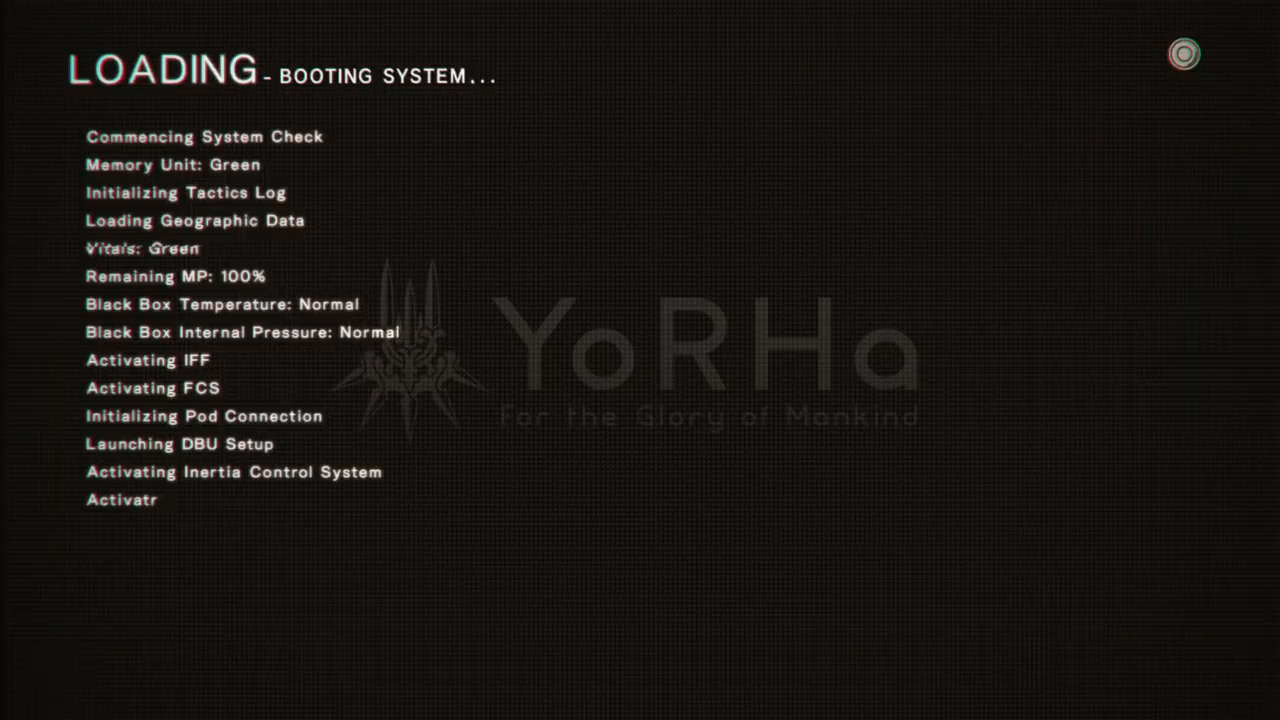 LOADING - BOOTING SYSTEM...
Commencing System Check
Memory Unit: Green
Initializing Tactics Log
Loading Geographic Data
Vitals: Green
Remaining MP: 100%
Black Box Temperature: Normal
Black Box Internal Pressure: Normal
Activating IFF
Activating FCS
Initializing Pod Connection
Launching DBU Setup
Activating Inertia Control System
Activatr
YoRHa
For the Glory of Mankind